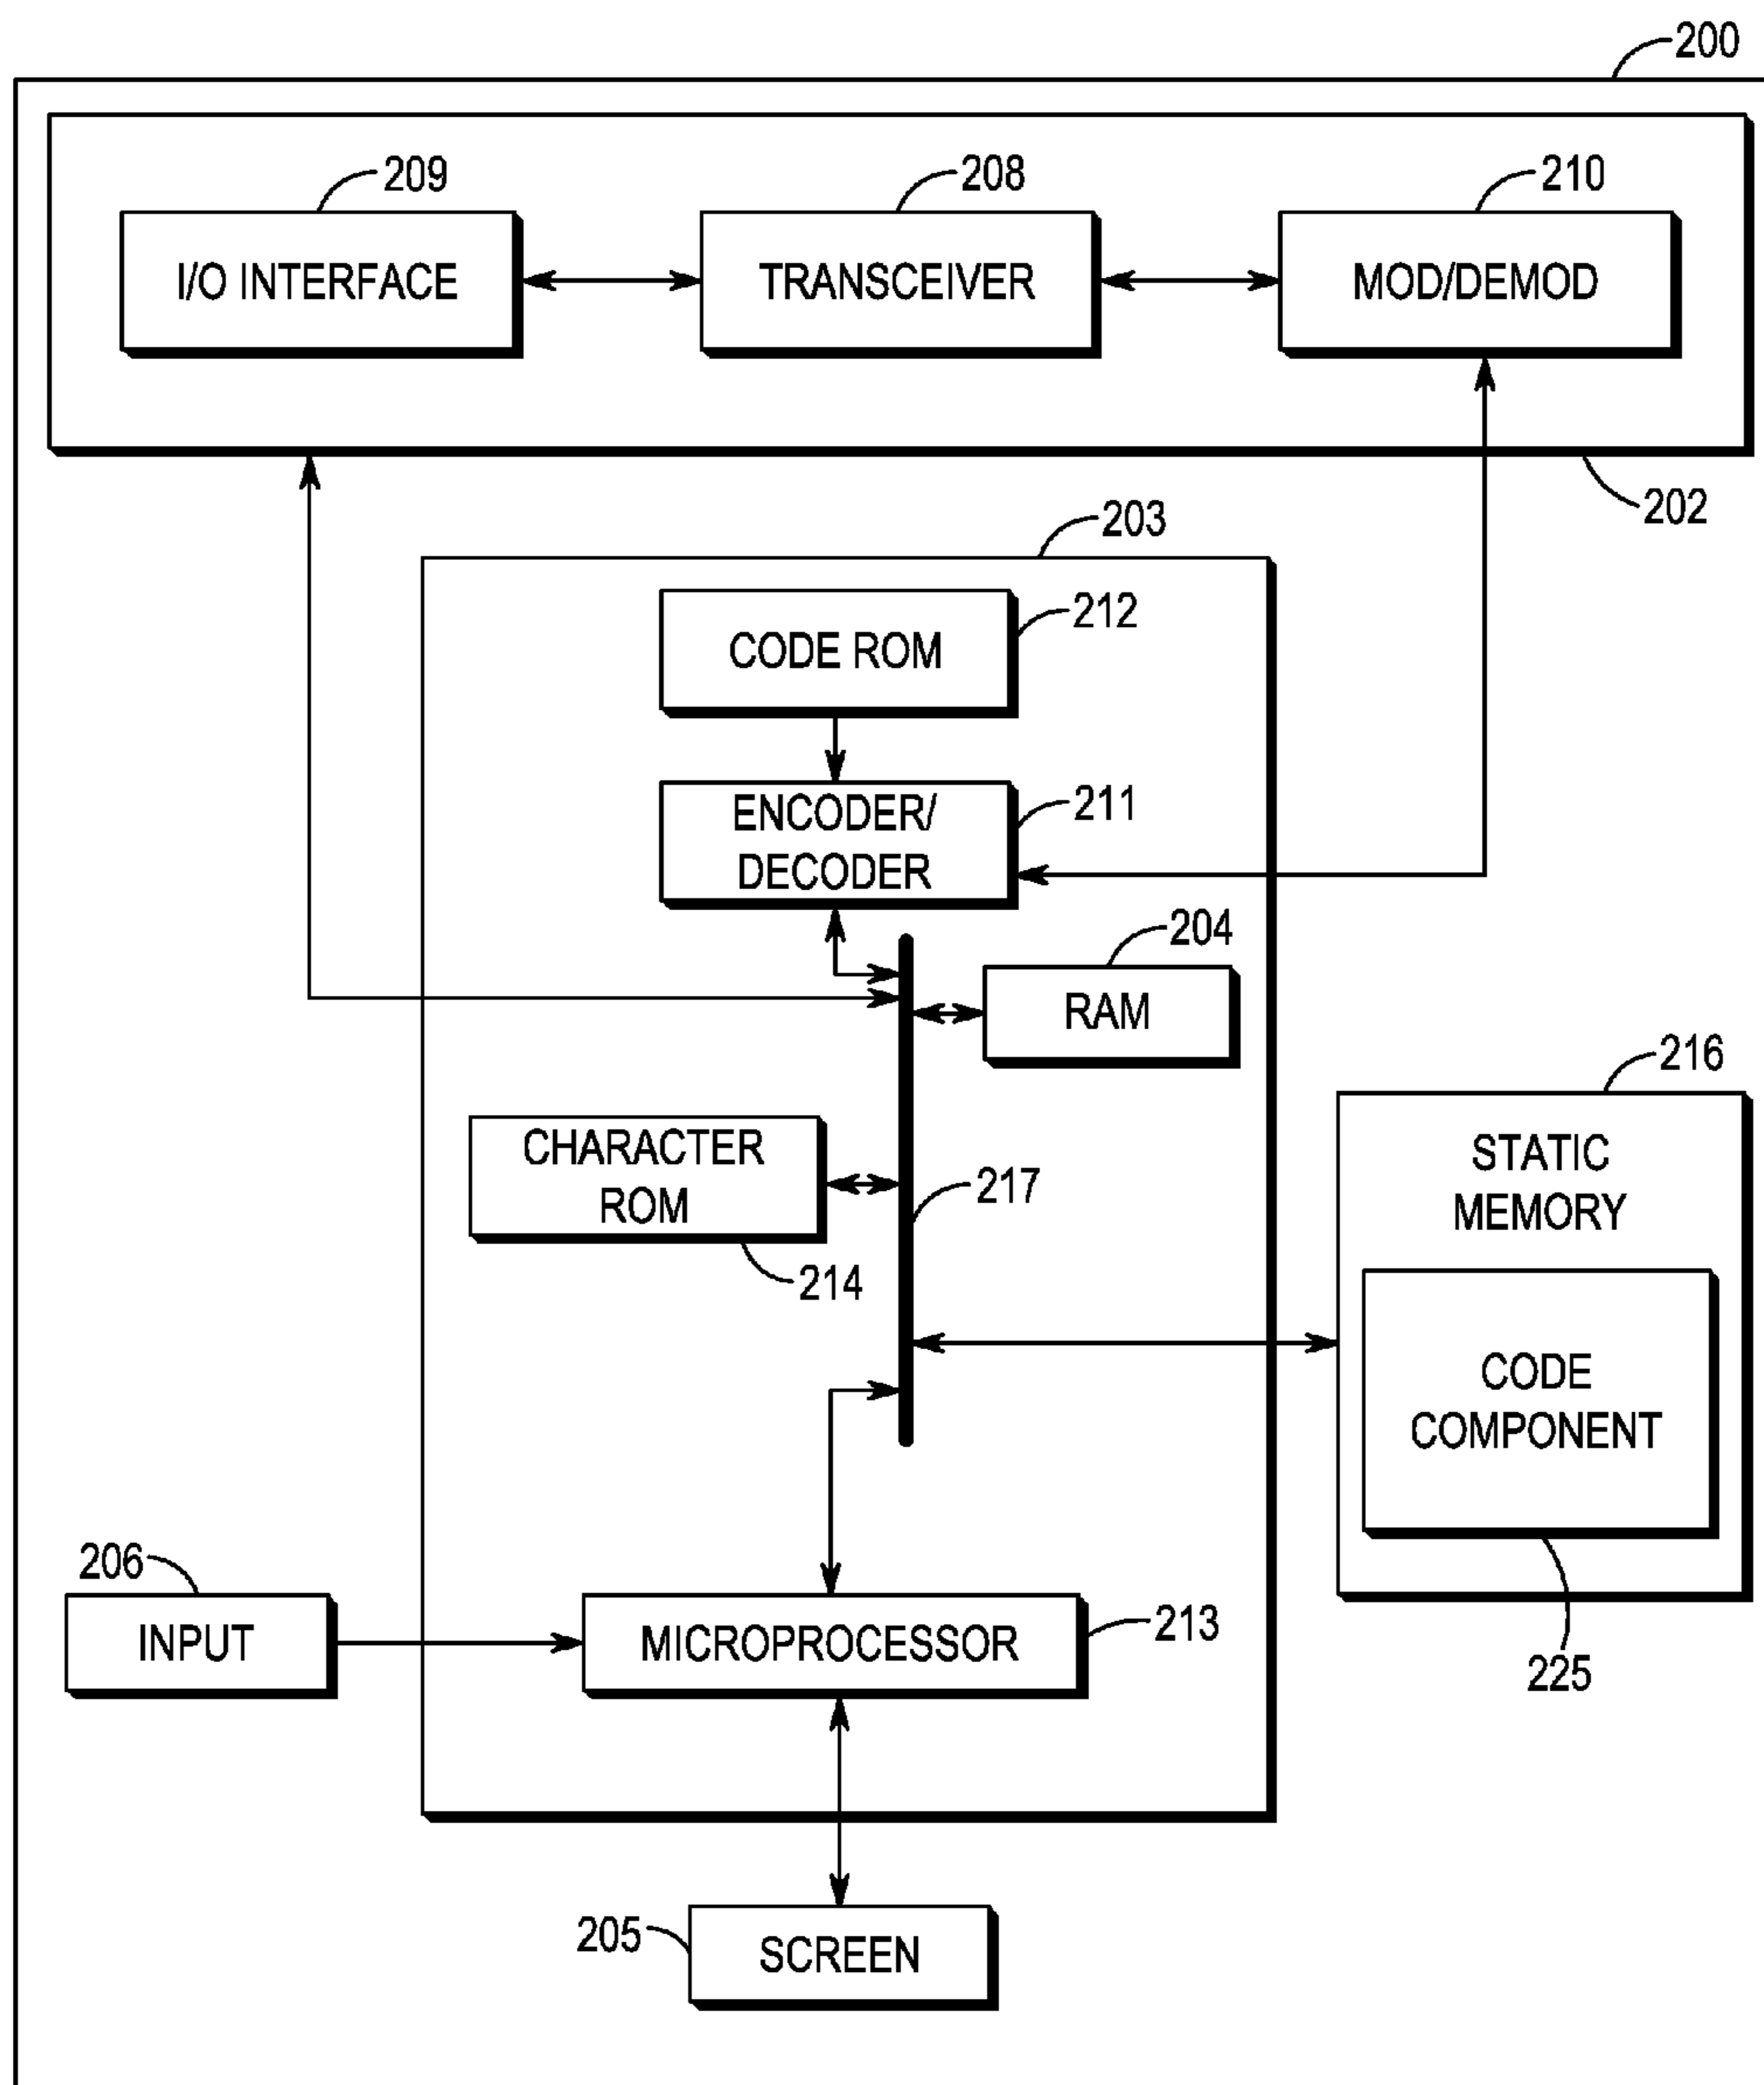 200
209
208
210
I/O INTERFACE
TRANSCEIVER
MOD/DEMOD
202
203
212
CODE ROM
211
ENCODER/
DECODER
204
RAM
216
STATIC
MEMORY
CHARACTER
ROM
217
214
CODE
COMPONENT
206
INPUT
MICROPROCESSOR
213
225
205
SCREEN